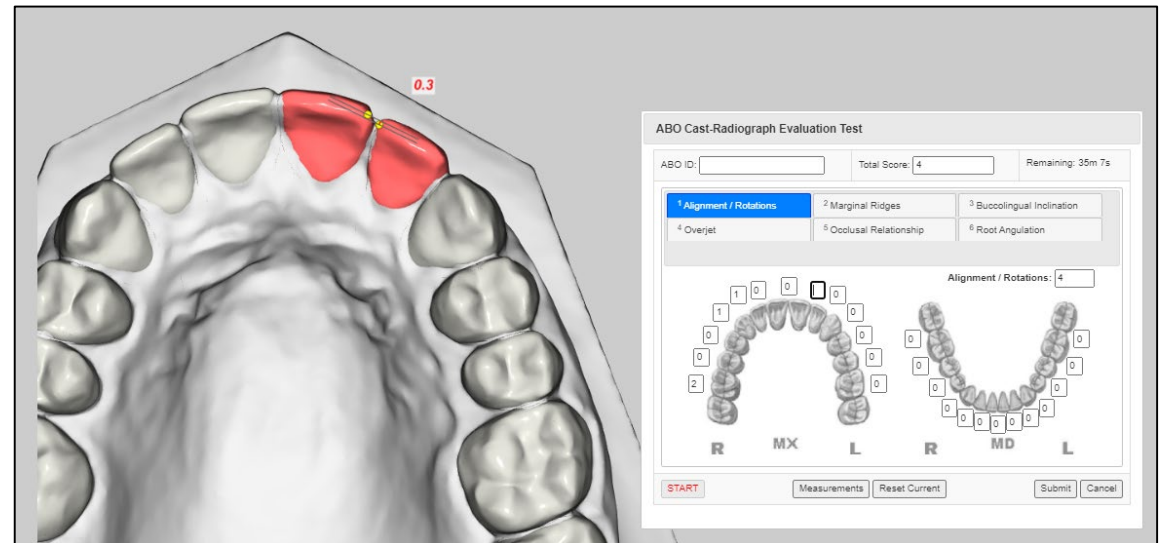 0.3
ABO Cast-Radiograph Evaluation Test
ABO ID: Total Score: 4 Remaining: 35m 7s
1 Alignment / Rotations 2 Marginal Ridges 3 Buccolingual Inclination
4 Overjet 5 Occlusal Relationship 6 Root Angulation
Alignment / Rotations: 4
1 0 0 0
1 0
0 0 0 0
0 0 0 0
2 0 0 0
0 0 0 0 0 0
R MX L R MD L
START Measurements Reset Current Submit Cancel